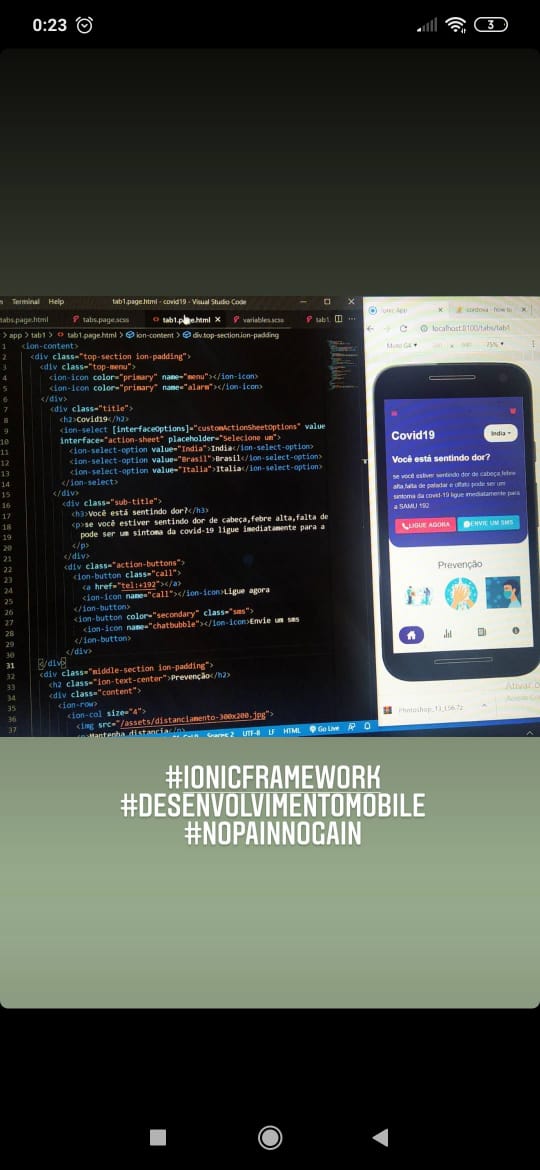 0:23
3
Terminal Help tab1.page.html - covid19 - Visual Studio Code
tabs.page.html tabs.page.scss tab1.page.html variables.scss tab1.
> app > tab1 > tab1.page.html > ion-content > div.top-section.ion-padding
1 <ion-content>
2 <div class="top-section ion-padding">
3 <div class="top-menu">
4 <ion-icon color="primary" name="menu"></ion-icon>
5 <ion-icon color="primary" name="alarm"></ion-icon>
6 </div>
7 <div class="title">
8 <h2>Covid19</h2>
9 <ion-select [interfaceOptions]="customActionSheetOptions" value
10 interface="action-sheet" placeholder="Selecione um">
11 <ion-select-option value="India">India</ion-select-option>
12 <ion-select-option value="Brasil">Brasil</ion-select-option>
13 <ion-select-option value="Italia">Italia</ion-select-option>
14 </ion-select>
15 </div>
16 <div class="sub-title">
17 <h3>Você está sentindo dor?</h3>
18 <p>se você estiver sentindo dor de cabeça,febre alta,falta de
19 pode ser um sintoma da covid-19 ligue imediatamente para a
20 </p>
21 </div>
22 <div class="action-buttons">
23 <ion-button class="call">
24 <a href="tel:+192"></a>
25 <ion-icon name="call"></ion-icon>Ligue agora
26 </ion-button>
27 <ion-button color="secondary" class="sms">
28 <ion-icon name="chatbubble"></ion-icon>Envie um sms
29 </ion-button>
30 </div>
31 </div>
32 <div class="middle-section ion-padding">
33 <h2 class="ion-text-center">Prevenção</h2>
34 <div class="content">
35 <ion-row>
36 <ion-col size="4">
37 <img src="/assets/distanciamento-300x200.jpg">
<p>Mantenha distancia</p>
Spaces: 2 UTF-8 LF HTML Go Live
Ionic App cordova - how to
localhost:8100/tabs/tab1
Moto G4 75%
Covid19
India
Você está sentindo dor?
se você estiver sentindo dor de cabeça,febre
alta,falta de paladar e olfato pode ser um
sintoma da covid-19 ligue imediatamente para
a SAMU 192
LIGUE AGORA ENVIE UM SMS
Prevenção
Ativar o
#IONICFRAMEWORK
#DESENVOLVIMENTOMOBILE
#NOPAINNOGAIN